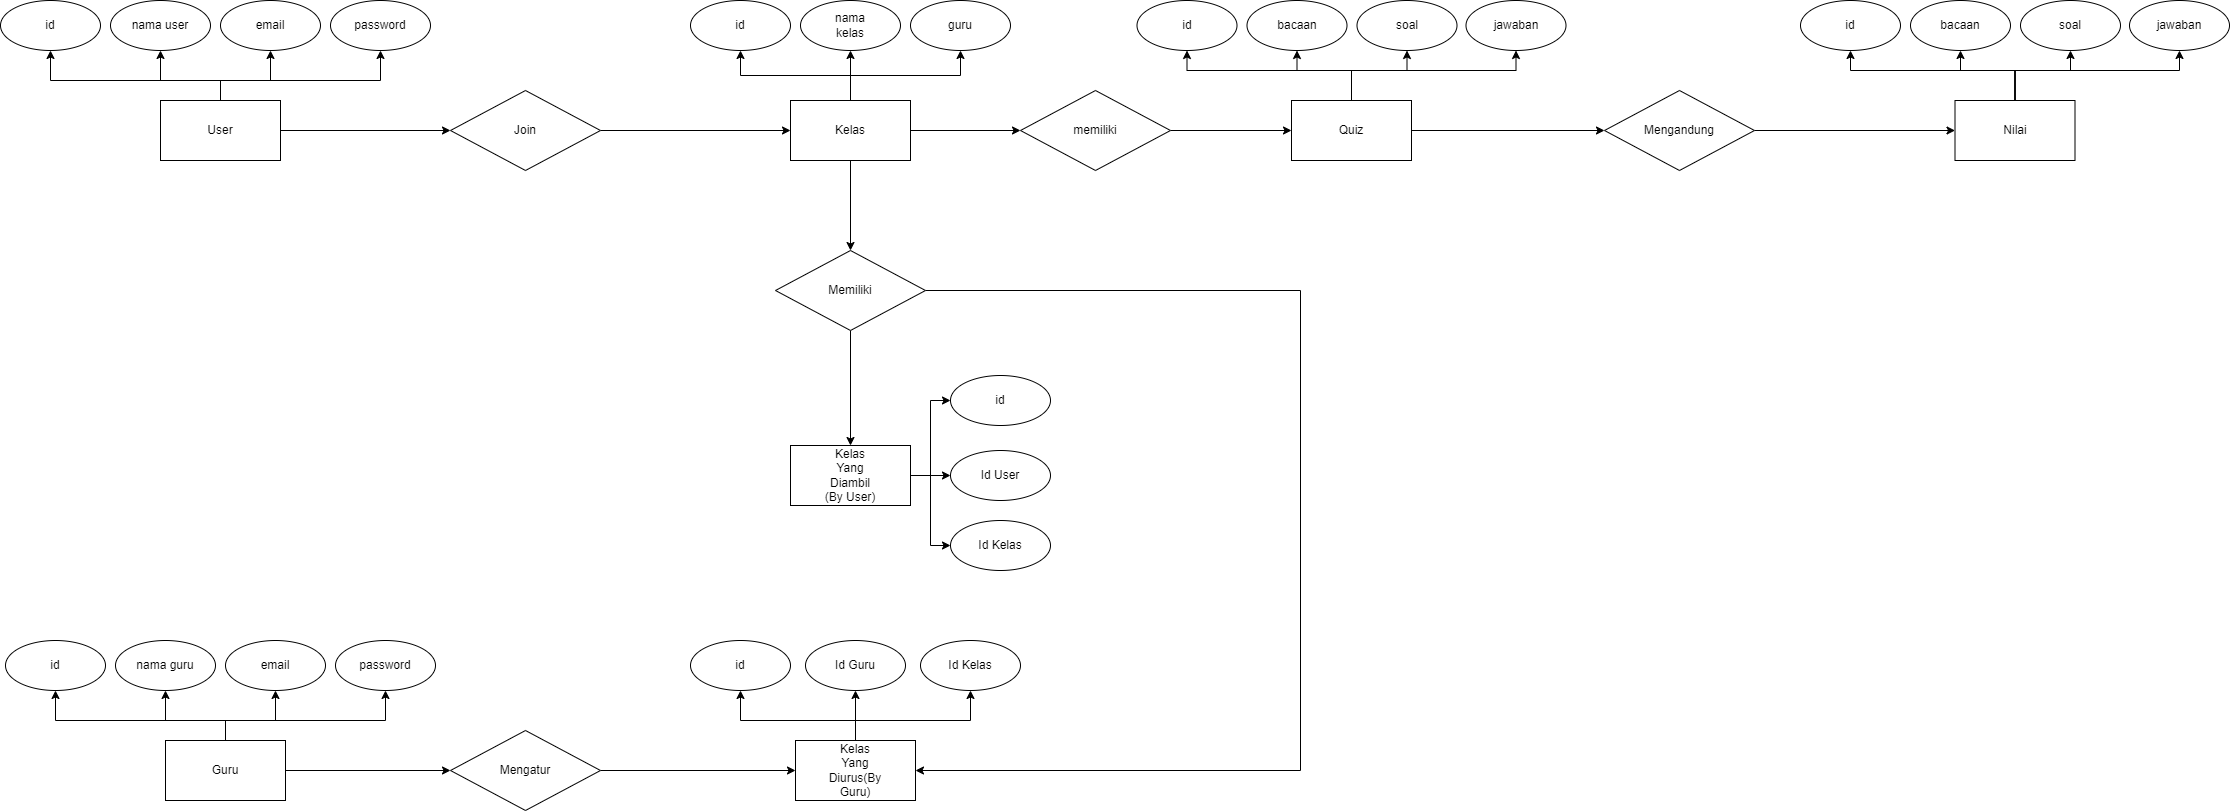 id
nama user
email
password
id
nama
kelas
guru
id
bacaan
soal
jawaban
id
bacaan
soal
jawaban
User
Join
Kelas
memiliki
Quiz
Mengandung
Nilai
Memiliki
id
Kelas
Yang
Diambil
(By User)
Id User
Id Kelas
id
nama guru
email
password
id
Id Guru
Id Kelas
Guru
Mengatur
Kelas
Yang
Diurus(By
Guru)